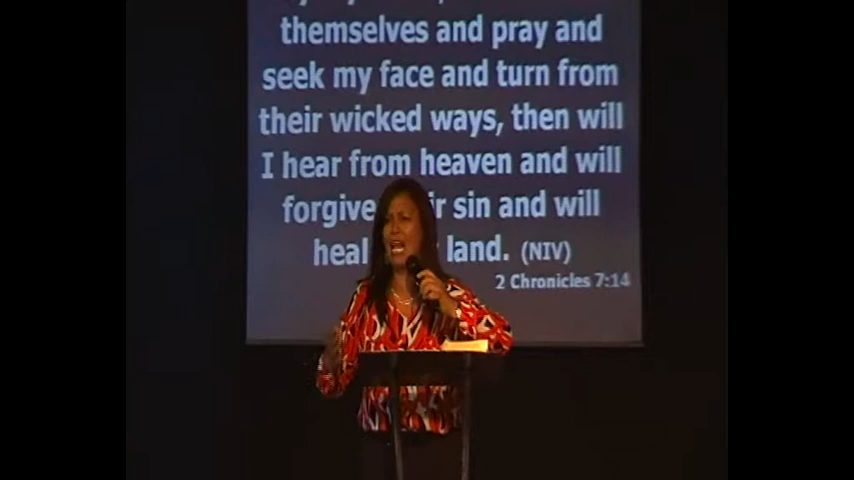 themselves and pray and
seek my face and turn from
their wicked ways, then will
I hear from heaven and will
forgive ir sin and will
heal land. (NIV)
2 Chronicles 7:14